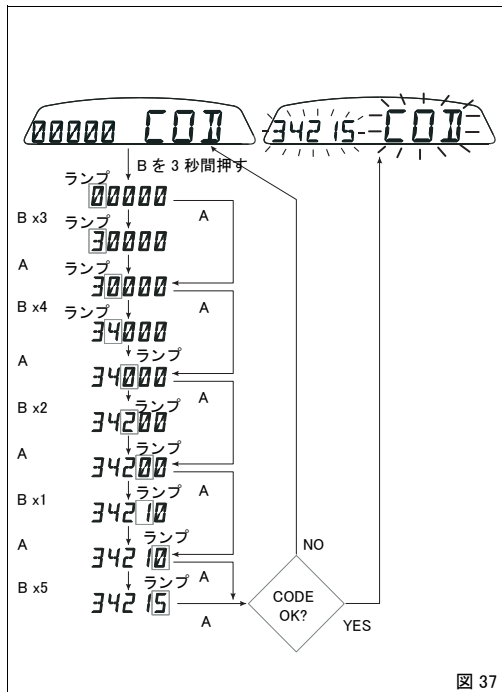 00000 COD 34215 COD
B を 3 秒間押す
ランプ
00000
B x3
ランプ
A
30000
A
ランプ
30000
B x4
ランプ
A
34000
A
ランプ
34000
B x2
ランプ
A
34200
A
ランプ
34200
B x1
ランプ
A
34210
A
ランプ
34210
NO
B x5
ランプ
A
34215
A
CODE
OK?
YES
図 37